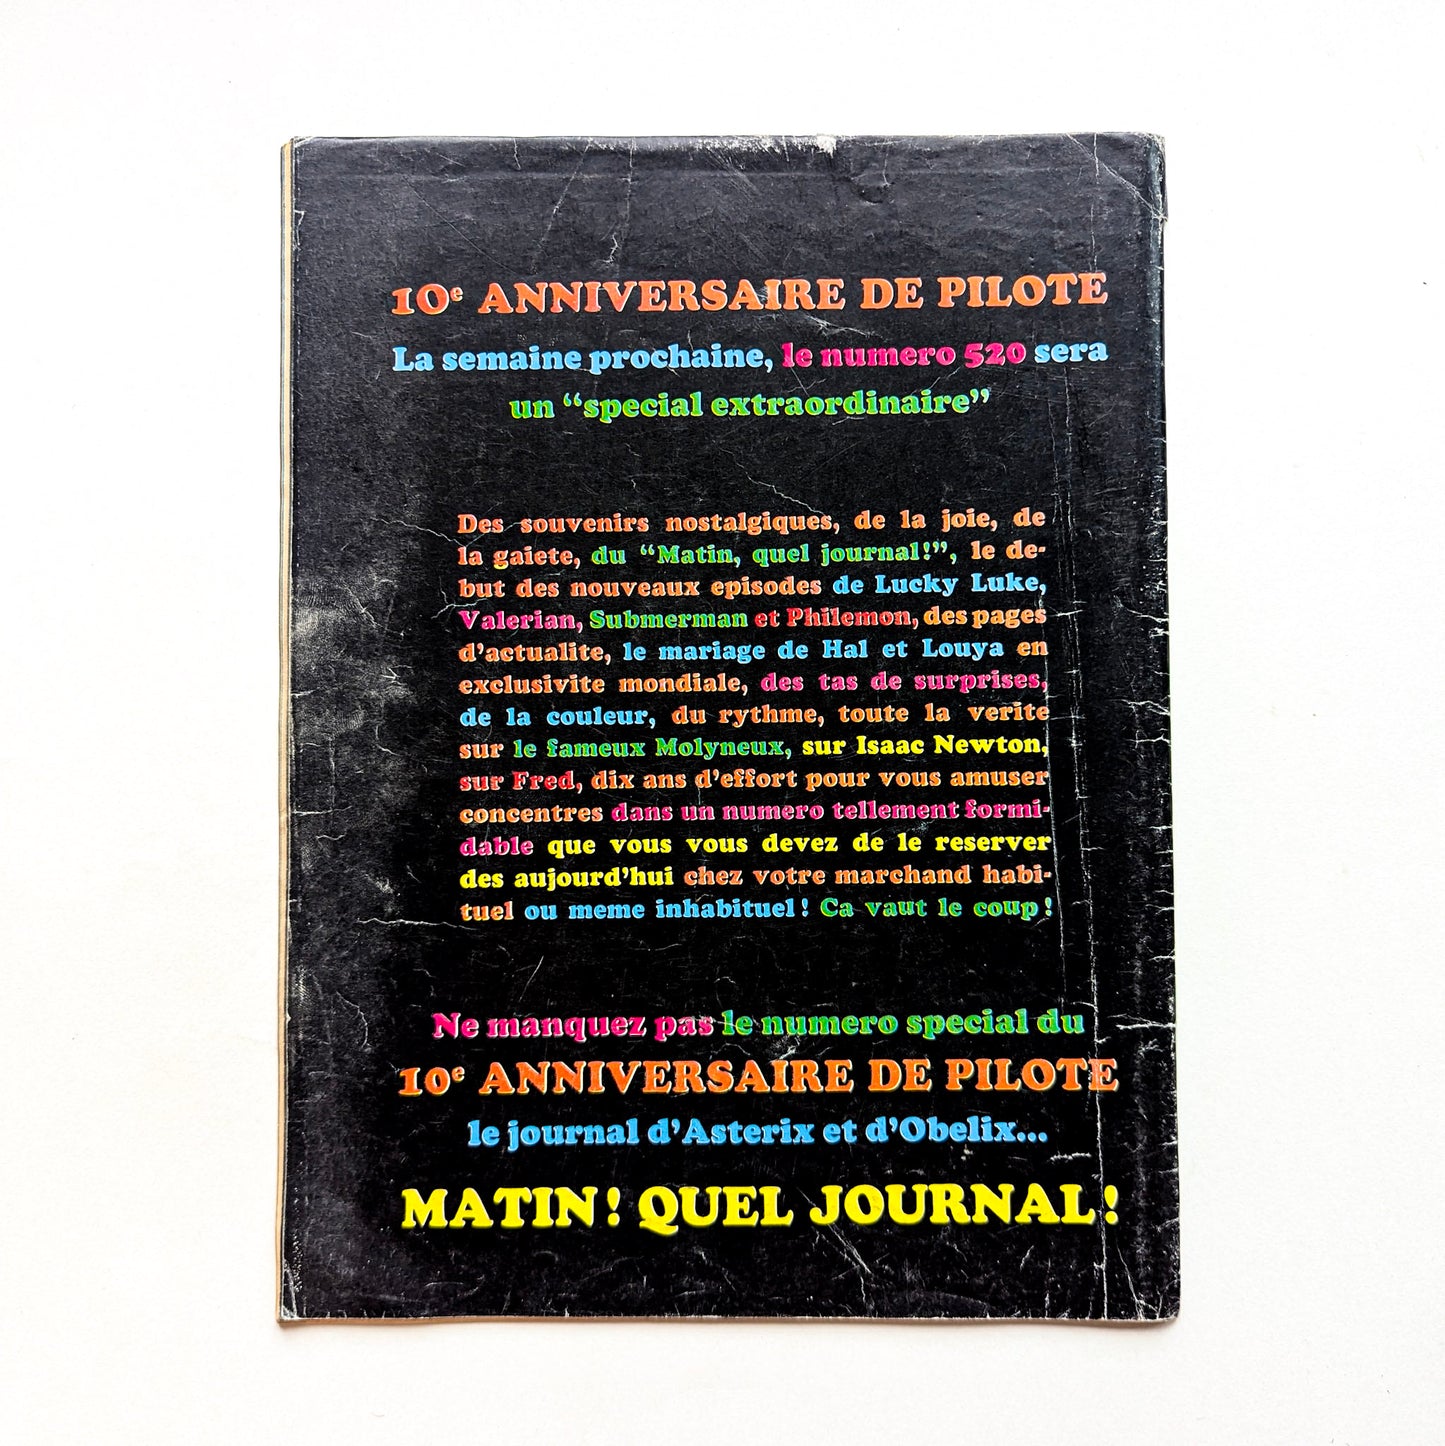 10e ANNIVERSAIRE DE PILOTE
La semaine prochaine, le numero 520 sera
un “special extraordinaire”
Des souvenirs nostalgiques, de la joie, de
la gaiete, du “Matin, quel journal!”, le de-
but des nouveaux episodes de Lucky Luke,
Valerian, Submerman et Philemon, des pages
d’actualite, le mariage de Hal et Louya en
exclusivite mondiale, des tas de surprises,
de la couleur, du rythme, toute la verite
sur le fameux Molyneux, sur Isaac Newton,
sur Fred, dix ans d’effort pour vous amuser
concentres dans un numero tellement formi-
dable que vous vous devez de le reserver
des aujourd’hui chez votre marchand habi-
tuel ou meme inhabituel! Ca vaut le coup!
Ne manquez pas le numero special du
10e ANNIVERSAIRE DE PILOTE
le journal d’Asterix et d’Obelix...
MATIN! QUEL JOURNAL!